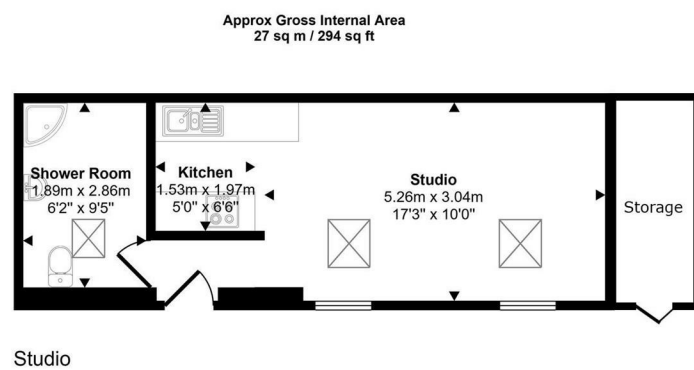 Approx Gross Internal Area
27 sq m / 294 sq ft
Shower Room
1.89m x 2.86m
6'2" x 9'5"
Kitchen
1.53m x 1.97m
5'0" x 6'6"
Studio
5.26m x 3.04m
17'3" x 10'0"
Storage
Studio